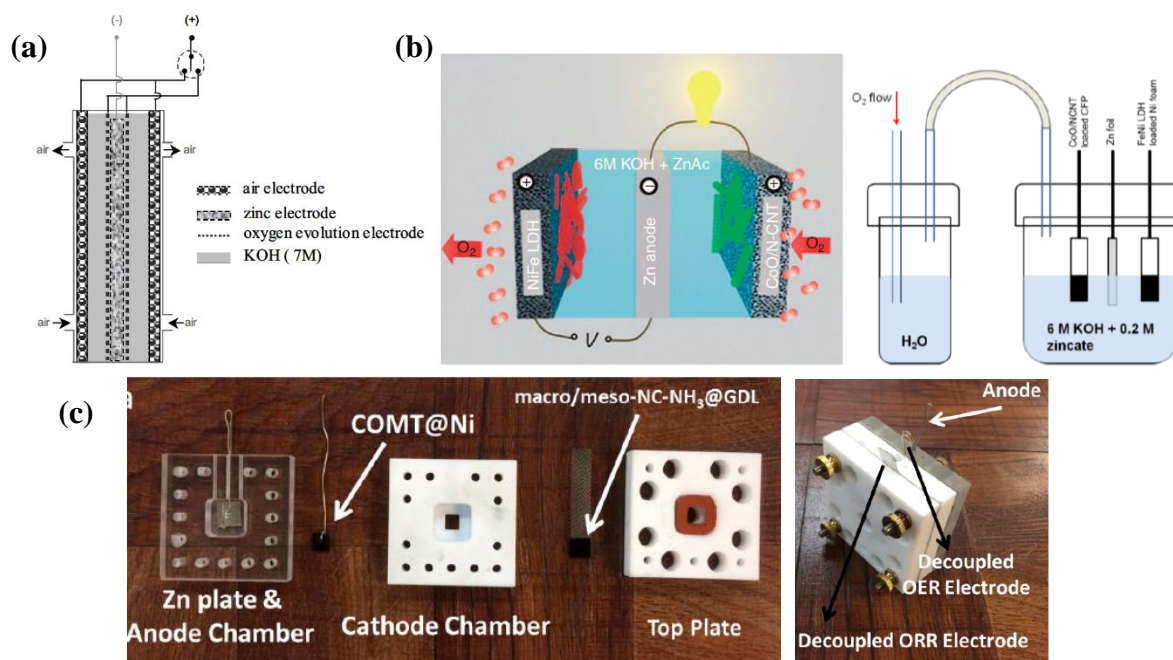 (a)
(-)
(+)
air
air
air
air
air electrode
zinc electrode
oxygen evolution electrode
KOH ( 7M)
(b)
6M KOH + ZnAc
+
−
+
O2
NiFe LDH
Zn anode
CoO/N-CNT
O2
V
O2 flow
H2O
CoO/NCNT
loaded CFP
Zn foil
FeNi LDH
loaded Ni foam
6 M KOH + 0.2 M
zincate
(c)
a
COMT@Ni
macro/meso-NC-NH3@GDL
Zn plate &
Anode Chamber
Cathode Chamber
Top Plate
Anode
Decoupled
OER Electrode
Decoupled ORR Electrode